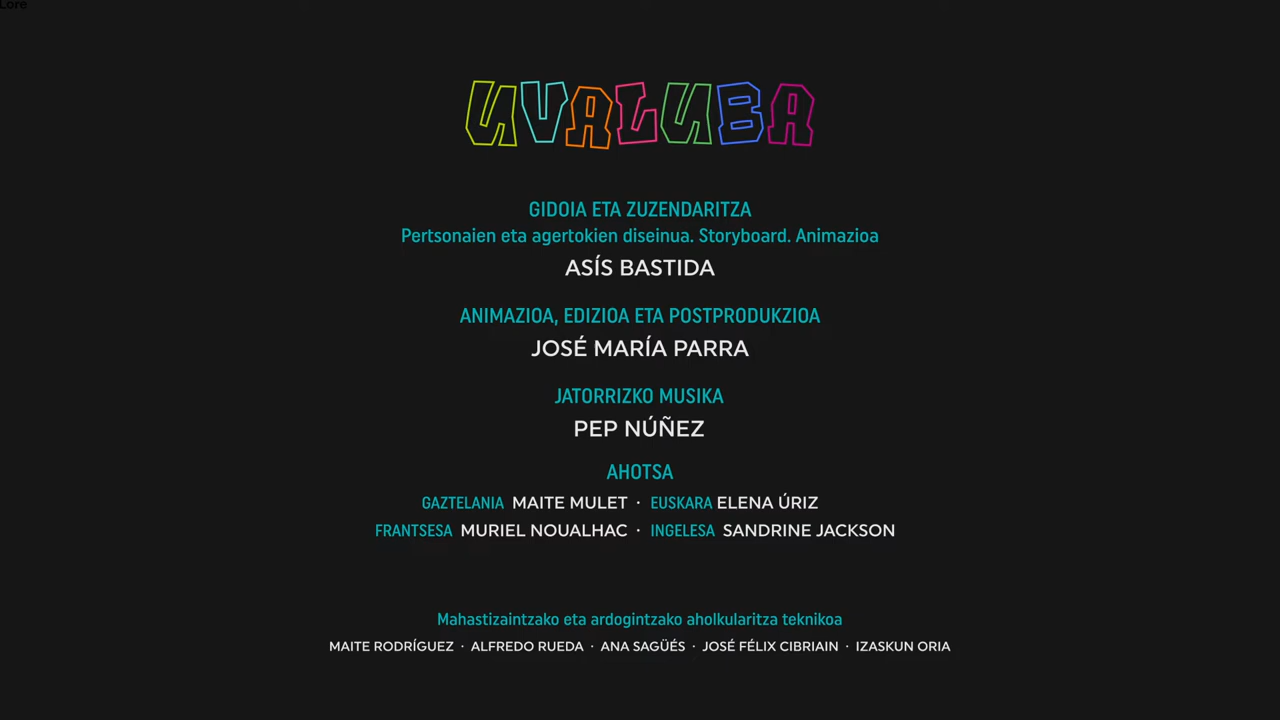 Lore
UVALUBA
GIDOIA ETA ZUZENDARITZA
Pertsonaien eta agertokien diseinua. Storyboard. Animazioa
ASÍS BASTIDA
ANIMAZIOA, EDIZIOA ETA POSTPRODUKZIOA
JOSÉ MARÍA PARRA
JATORRIZKO MUSIKA
PEP NÚÑEZ
AHOTSA
GAZTELANIA MAITE MULET · EUSKARA ELENA ÚRIZ
FRANTSESA MURIEL NOUALHAC · INGELESA SANDRINE JACKSON
Mahastizaintzako eta ardogintzako aholkularitza teknikoa
MAITE RODRÍGUEZ · ALFREDO RUEDA · ANA SAGÜÉS · JOSÉ FÉLIX CIBRIAIN · IZASKUN ORIA